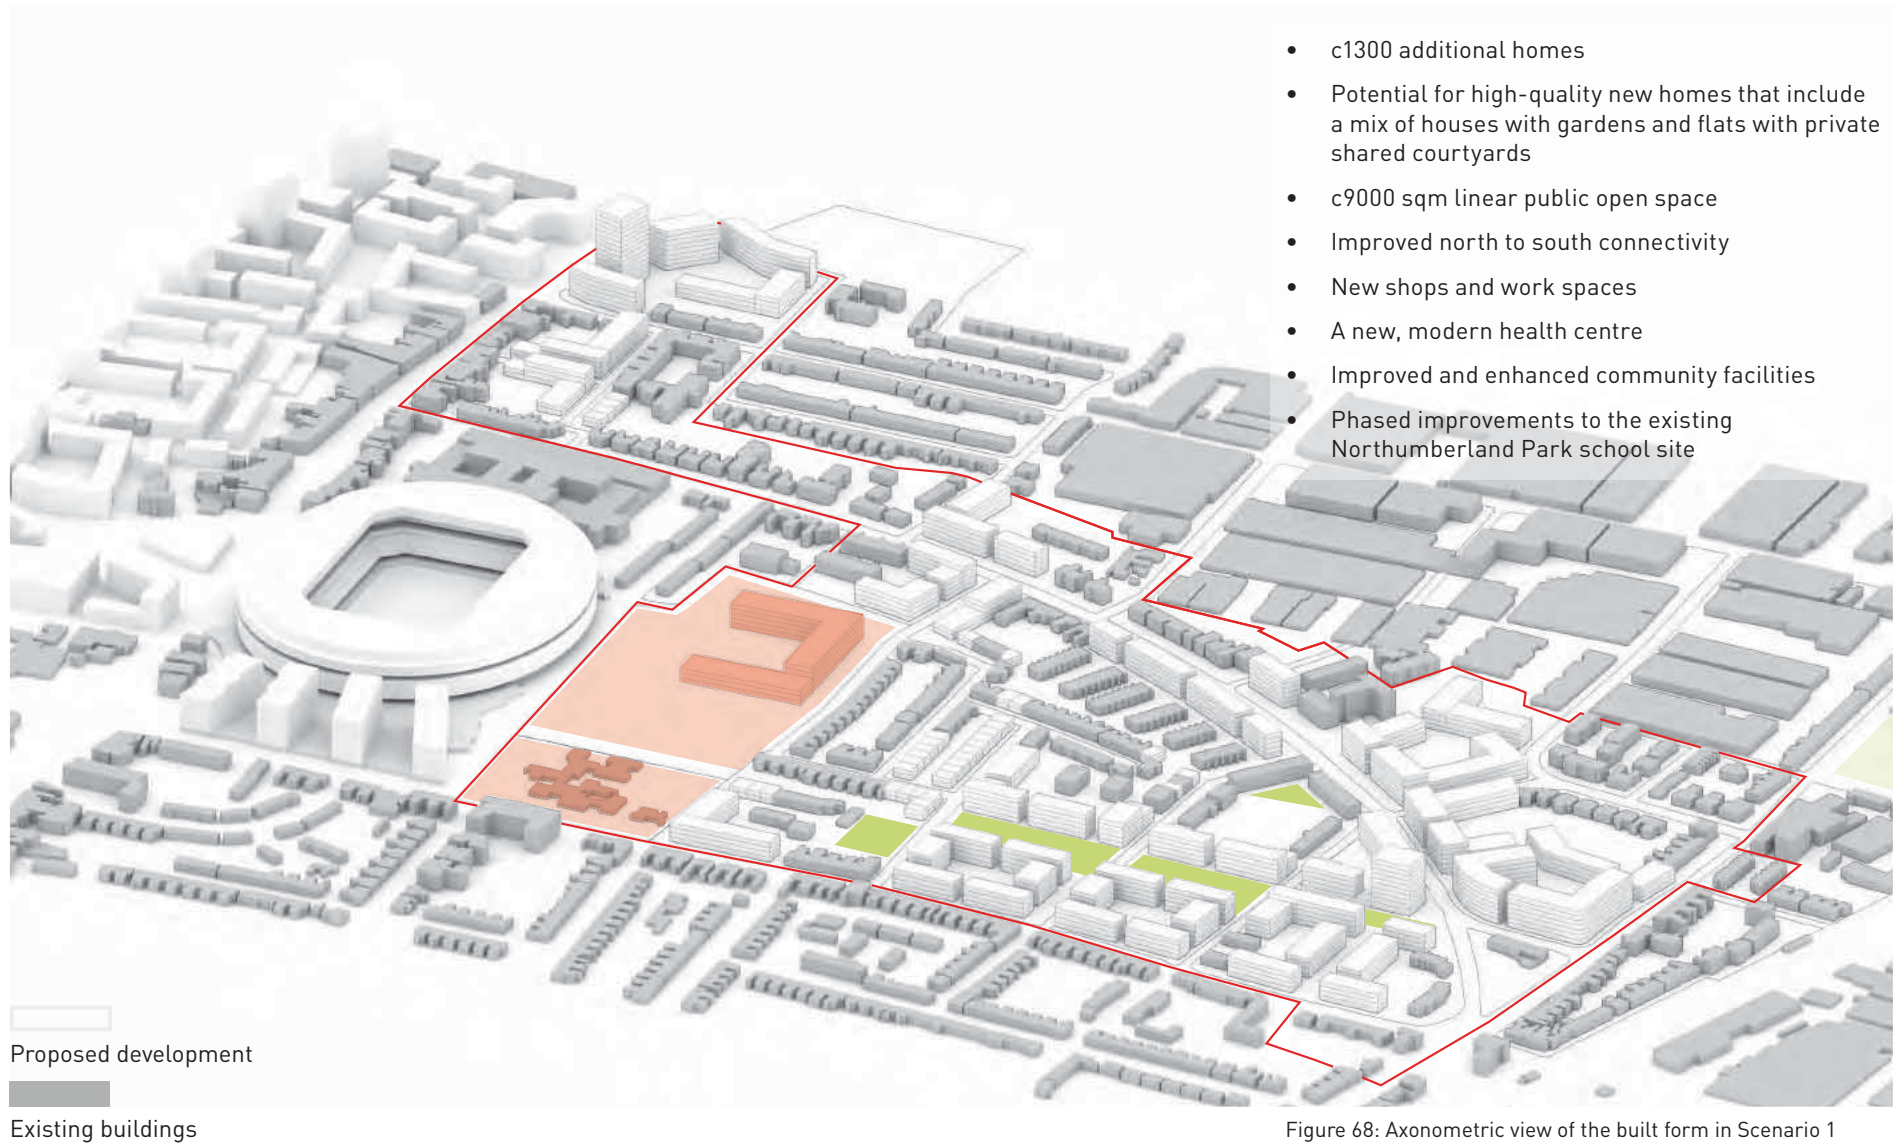 • c1300 additional homes
• Potential for high-quality new homes that include
a mix of houses with gardens and flats with private
shared courtyards
• c9000 sqm linear public open space
• Improved north to south connectivity
• New shops and work spaces
• A new, modern health centre
• Improved and enhanced community facilities
• Phased improvements to the existing
Northumberland Park school site
Proposed development
Existing buildings
Figure 68: Axonometric view of the built form in Scenario 1